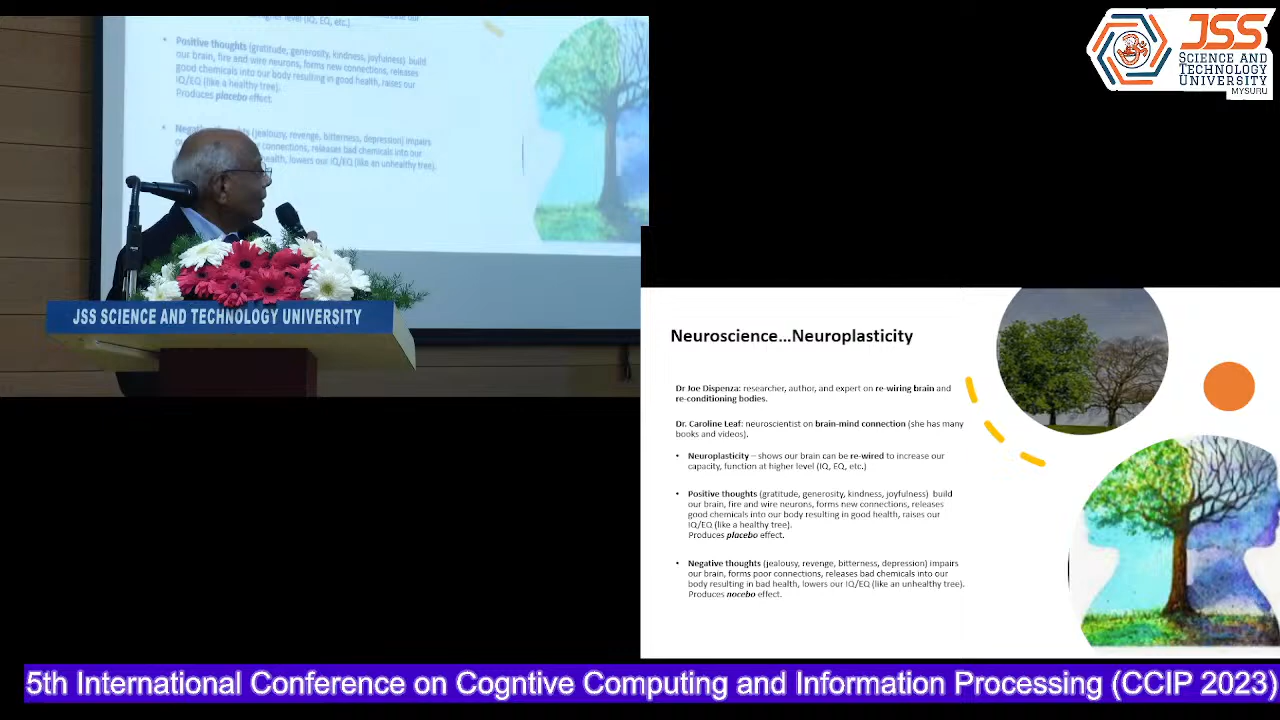 gher level (IQ, EQ, etc.)
• Positive thoughts (gratitude, generosity, kindness, joyfulness) build
our brain, fire and wire neurons, forms new connections, releases
good chemicals into our body resulting in good health, raises our
IQ/EQ (like a healthy tree).
Produces placebo effect.
(jealousy, revenge, bitterness, depression) impairs
connections, releases bad chemicals into our
health, lowers our IQ/EQ (like an unhealthy tree).
JSS SCIENCE AND TECHNOLOGY UNIVERSITY
JSS
SCIENCE AND
TECHNOLOGY
UNIVERSITY
MYSURU
Neuroscience...Neuroplasticity
Dr Joe Dispenza: researcher, author, and expert on re-wiring brain and
re-conditioning bodies.
Dr. Caroline Leaf: neuroscientist on brain-mind connection (she has many
books and videos).
• Neuroplasticity – shows our brain can be re-wired to increase our
capacity, function at higher level (IQ, EQ, etc.)
• Positive thoughts (gratitude, generosity, kindness, joyfulness) build
our brain, fire and wire neurons, forms new connections, releases
good chemicals into our body resulting in good health, raises our
IQ/EQ (like a healthy tree).
Produces placebo effect.
• Negative thoughts (jealousy, revenge, bitterness, depression) impairs
our brain, forms poor connections, releases bad chemicals into our
body resulting in bad health, lowers our IQ/EQ (like an unhealthy tree).
Produces nocebo effect.
5th International Conference on Cogntive Computing and Information Processing (CCIP 2023)